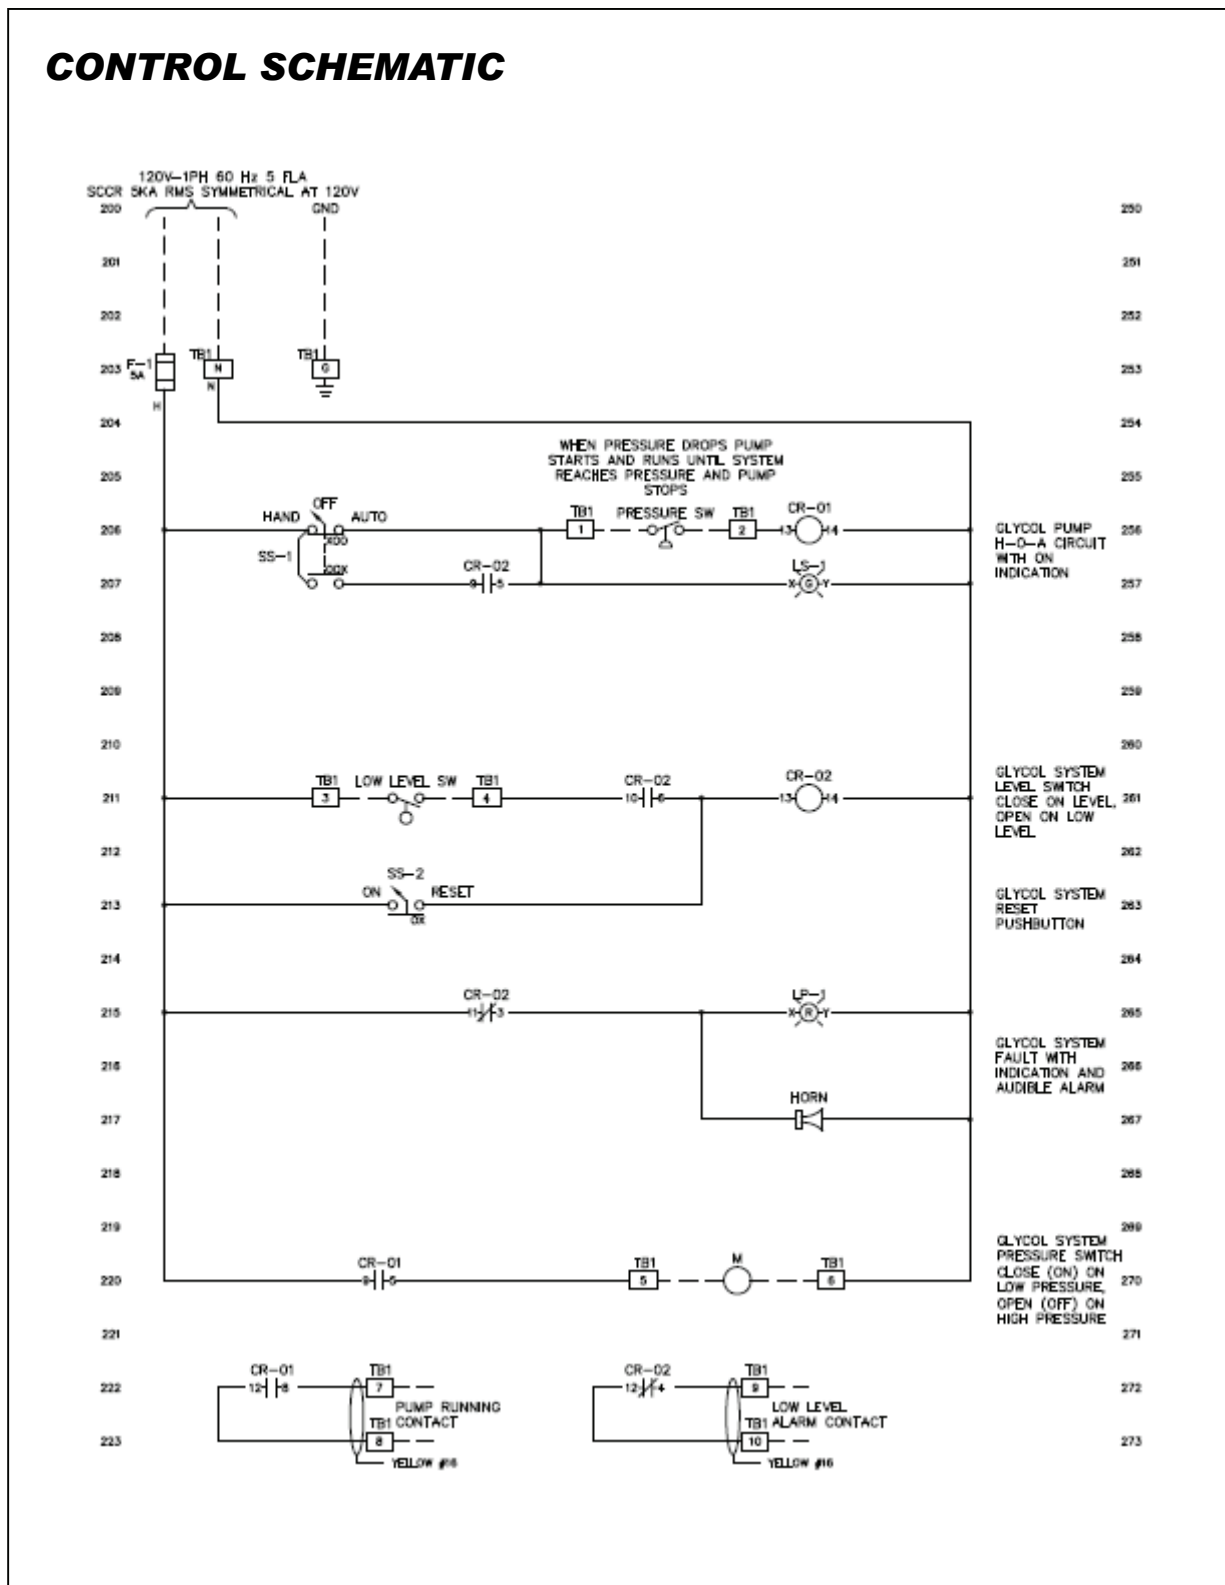 CONTROL SCHEMATIC
120V-1PH 60 Hz 5 FLA
SCCR 5KA RMS SYMMETRICAL AT 120V
200 GND 250
201 251
202 252
203 F-1 5A TB1 N N TB1 G 253
H
204 254
WHEN PRESSURE DROPS PUMP
STARTS AND RUNS UNTIL SYSTEM
205 REACHES PRESSURE AND PUMP 255
STOPS
OFF
HAND AUTO TB1 PRESSURE SW TB1 CR-01
206 XOO 1 2 13 14 256
GLYCOL PUMP
H-O-A CIRCUIT
WITH ON
INDICATION
SS-1
OOX CR-02 LS-1
207 9 5 X G Y 257
208 258
209 259
210 260
TB1 LOW LEVEL SW TB1 CR-02 CR-02
211 3 4 10 6 13 14 261
GLYCOL SYSTEM
LEVEL SWITCH
CLOSE ON LEVEL,
OPEN ON LOW
LEVEL
212 262
SS-2
ON RESET
213 OX 263
GLYCOL SYSTEM
RESET
PUSHBUTTON
214 264
CR-02 LP-1
215 11 3 X R Y 265
GLYCOL SYSTEM
FAULT WITH
INDICATION AND
AUDIBLE ALARM
216 266
HORN
217 267
218 268
219 269
CR-01 TB1 M TB1
220 9 5 5 6 270
GLYCOL SYSTEM
PRESSURE SWITCH
CLOSE (ON) ON
LOW PRESSURE,
OPEN (OFF) ON
HIGH PRESSURE
221 271
CR-01 TB1 CR-02 TB1
222 12 8 7 12 4 9 272
PUMP RUNNING
CONTACT
LOW LEVEL
ALARM CONTACT
TB1 TB1
223 8 10 273
YELLOW #16 YELLOW #16